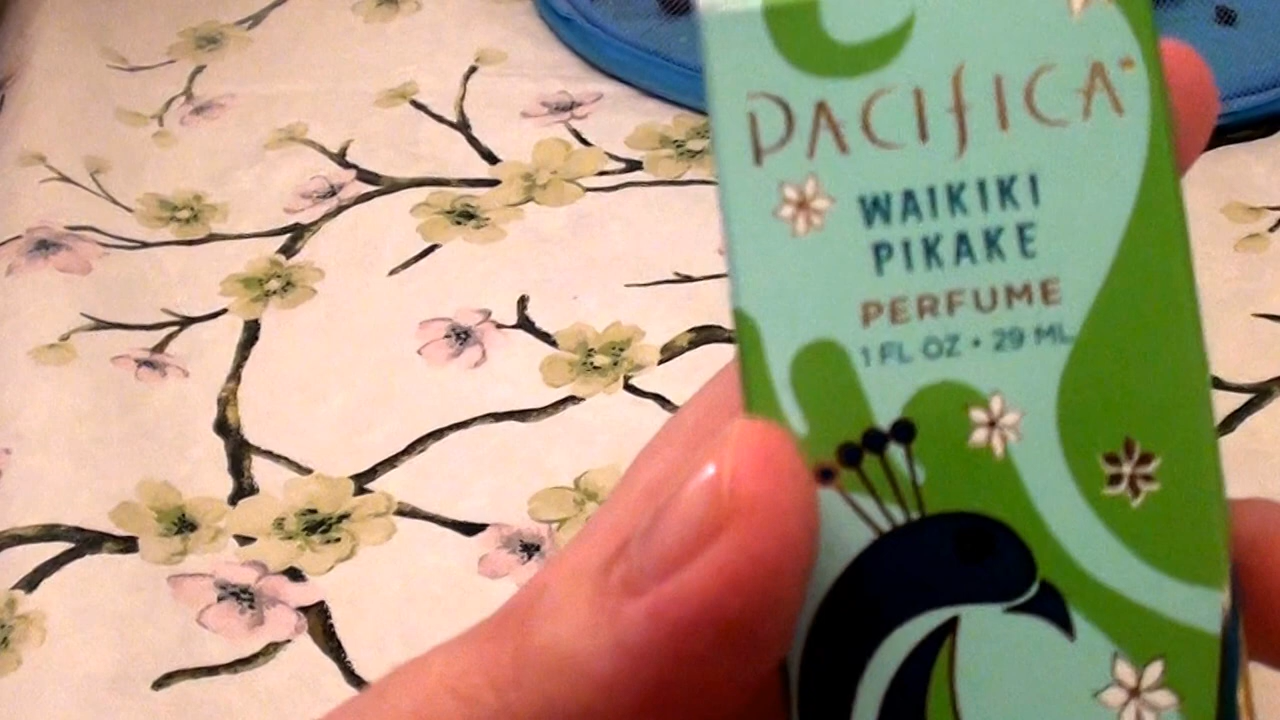 PACIFICA
WAIKIKI
PIKAKE
PERFUME
1 FL OZ • 29 ML